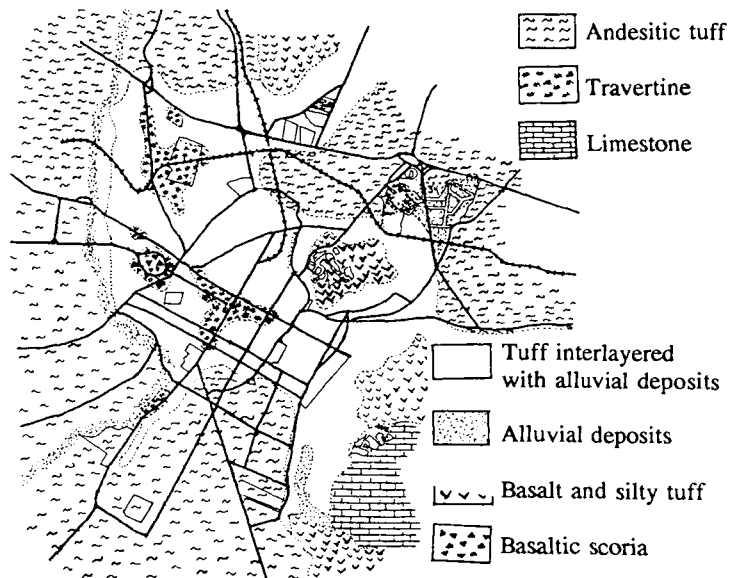 Andesitic tuff
Travertine
Limestone
Tuff interlayered
with alluvial deposits
Alluvial deposits
Basalt and silty tuff
Basaltic scoria